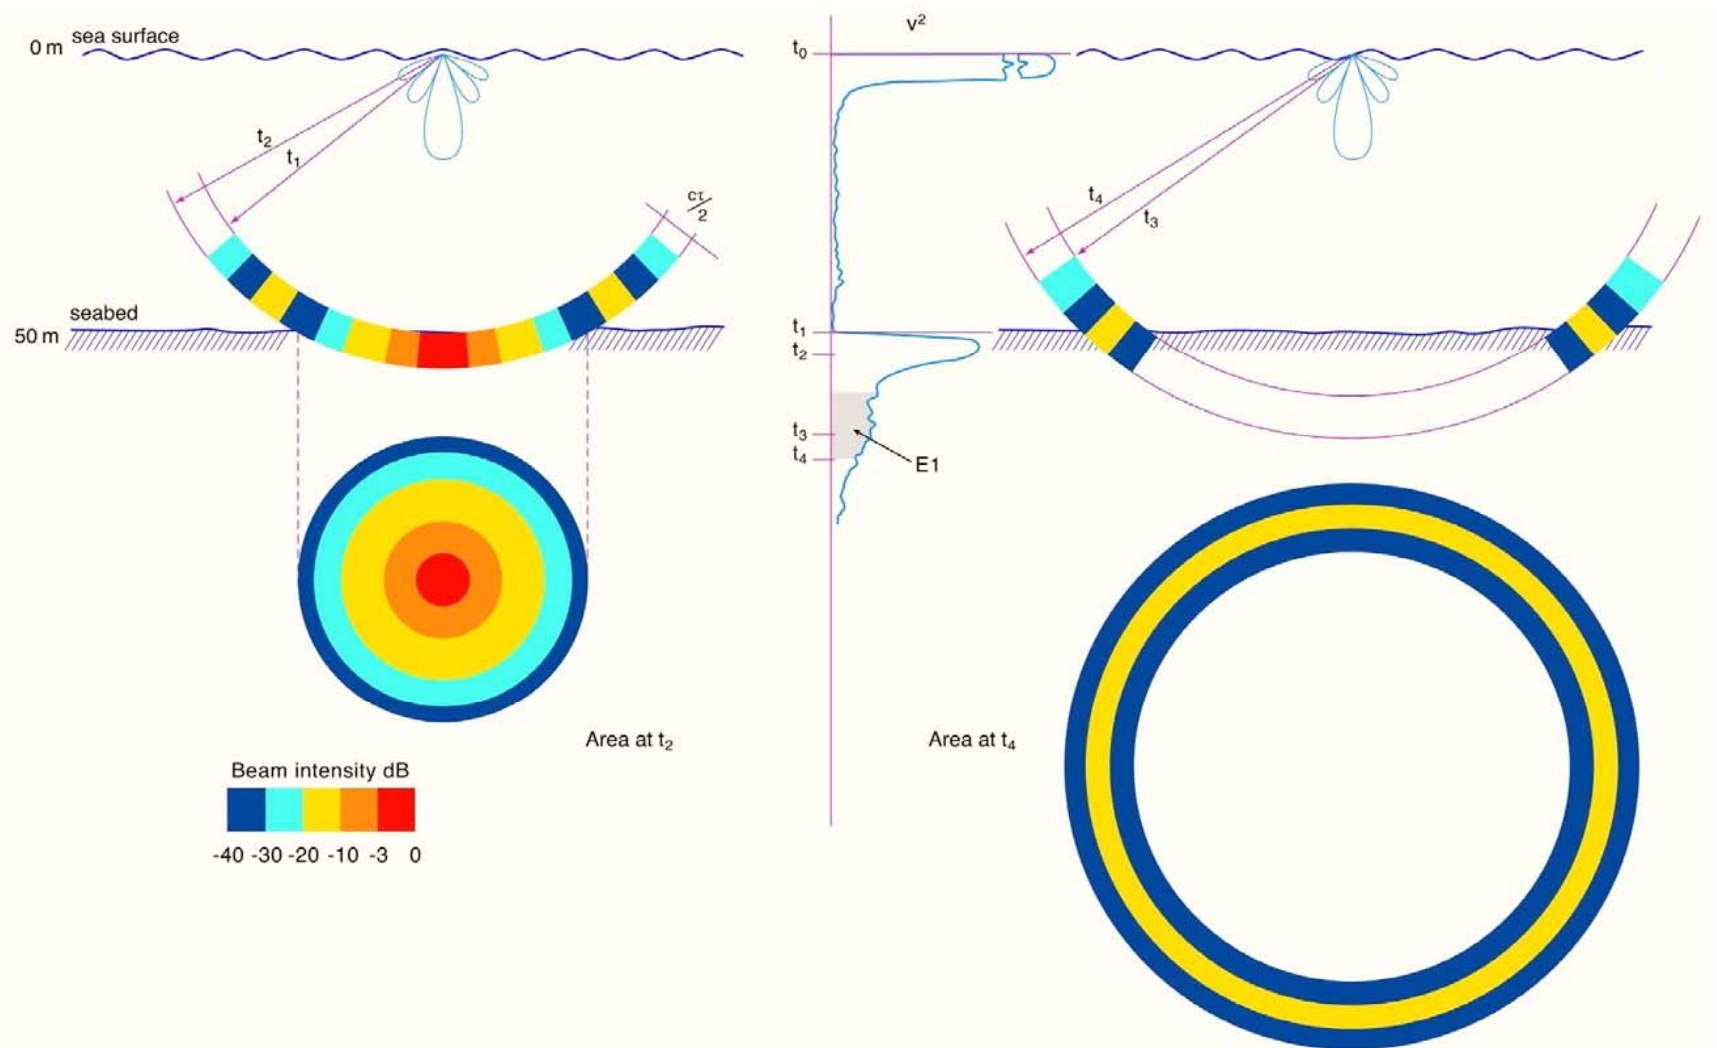 sea surface
0 m
t2
t1
cτ
2
seabed
50 m
Area at t2
Beam intensity dB
-40 -30 -20 -10 -3 0
v²
t0
t1
t2
t3
t4
E1
t4
t3
Area at t4